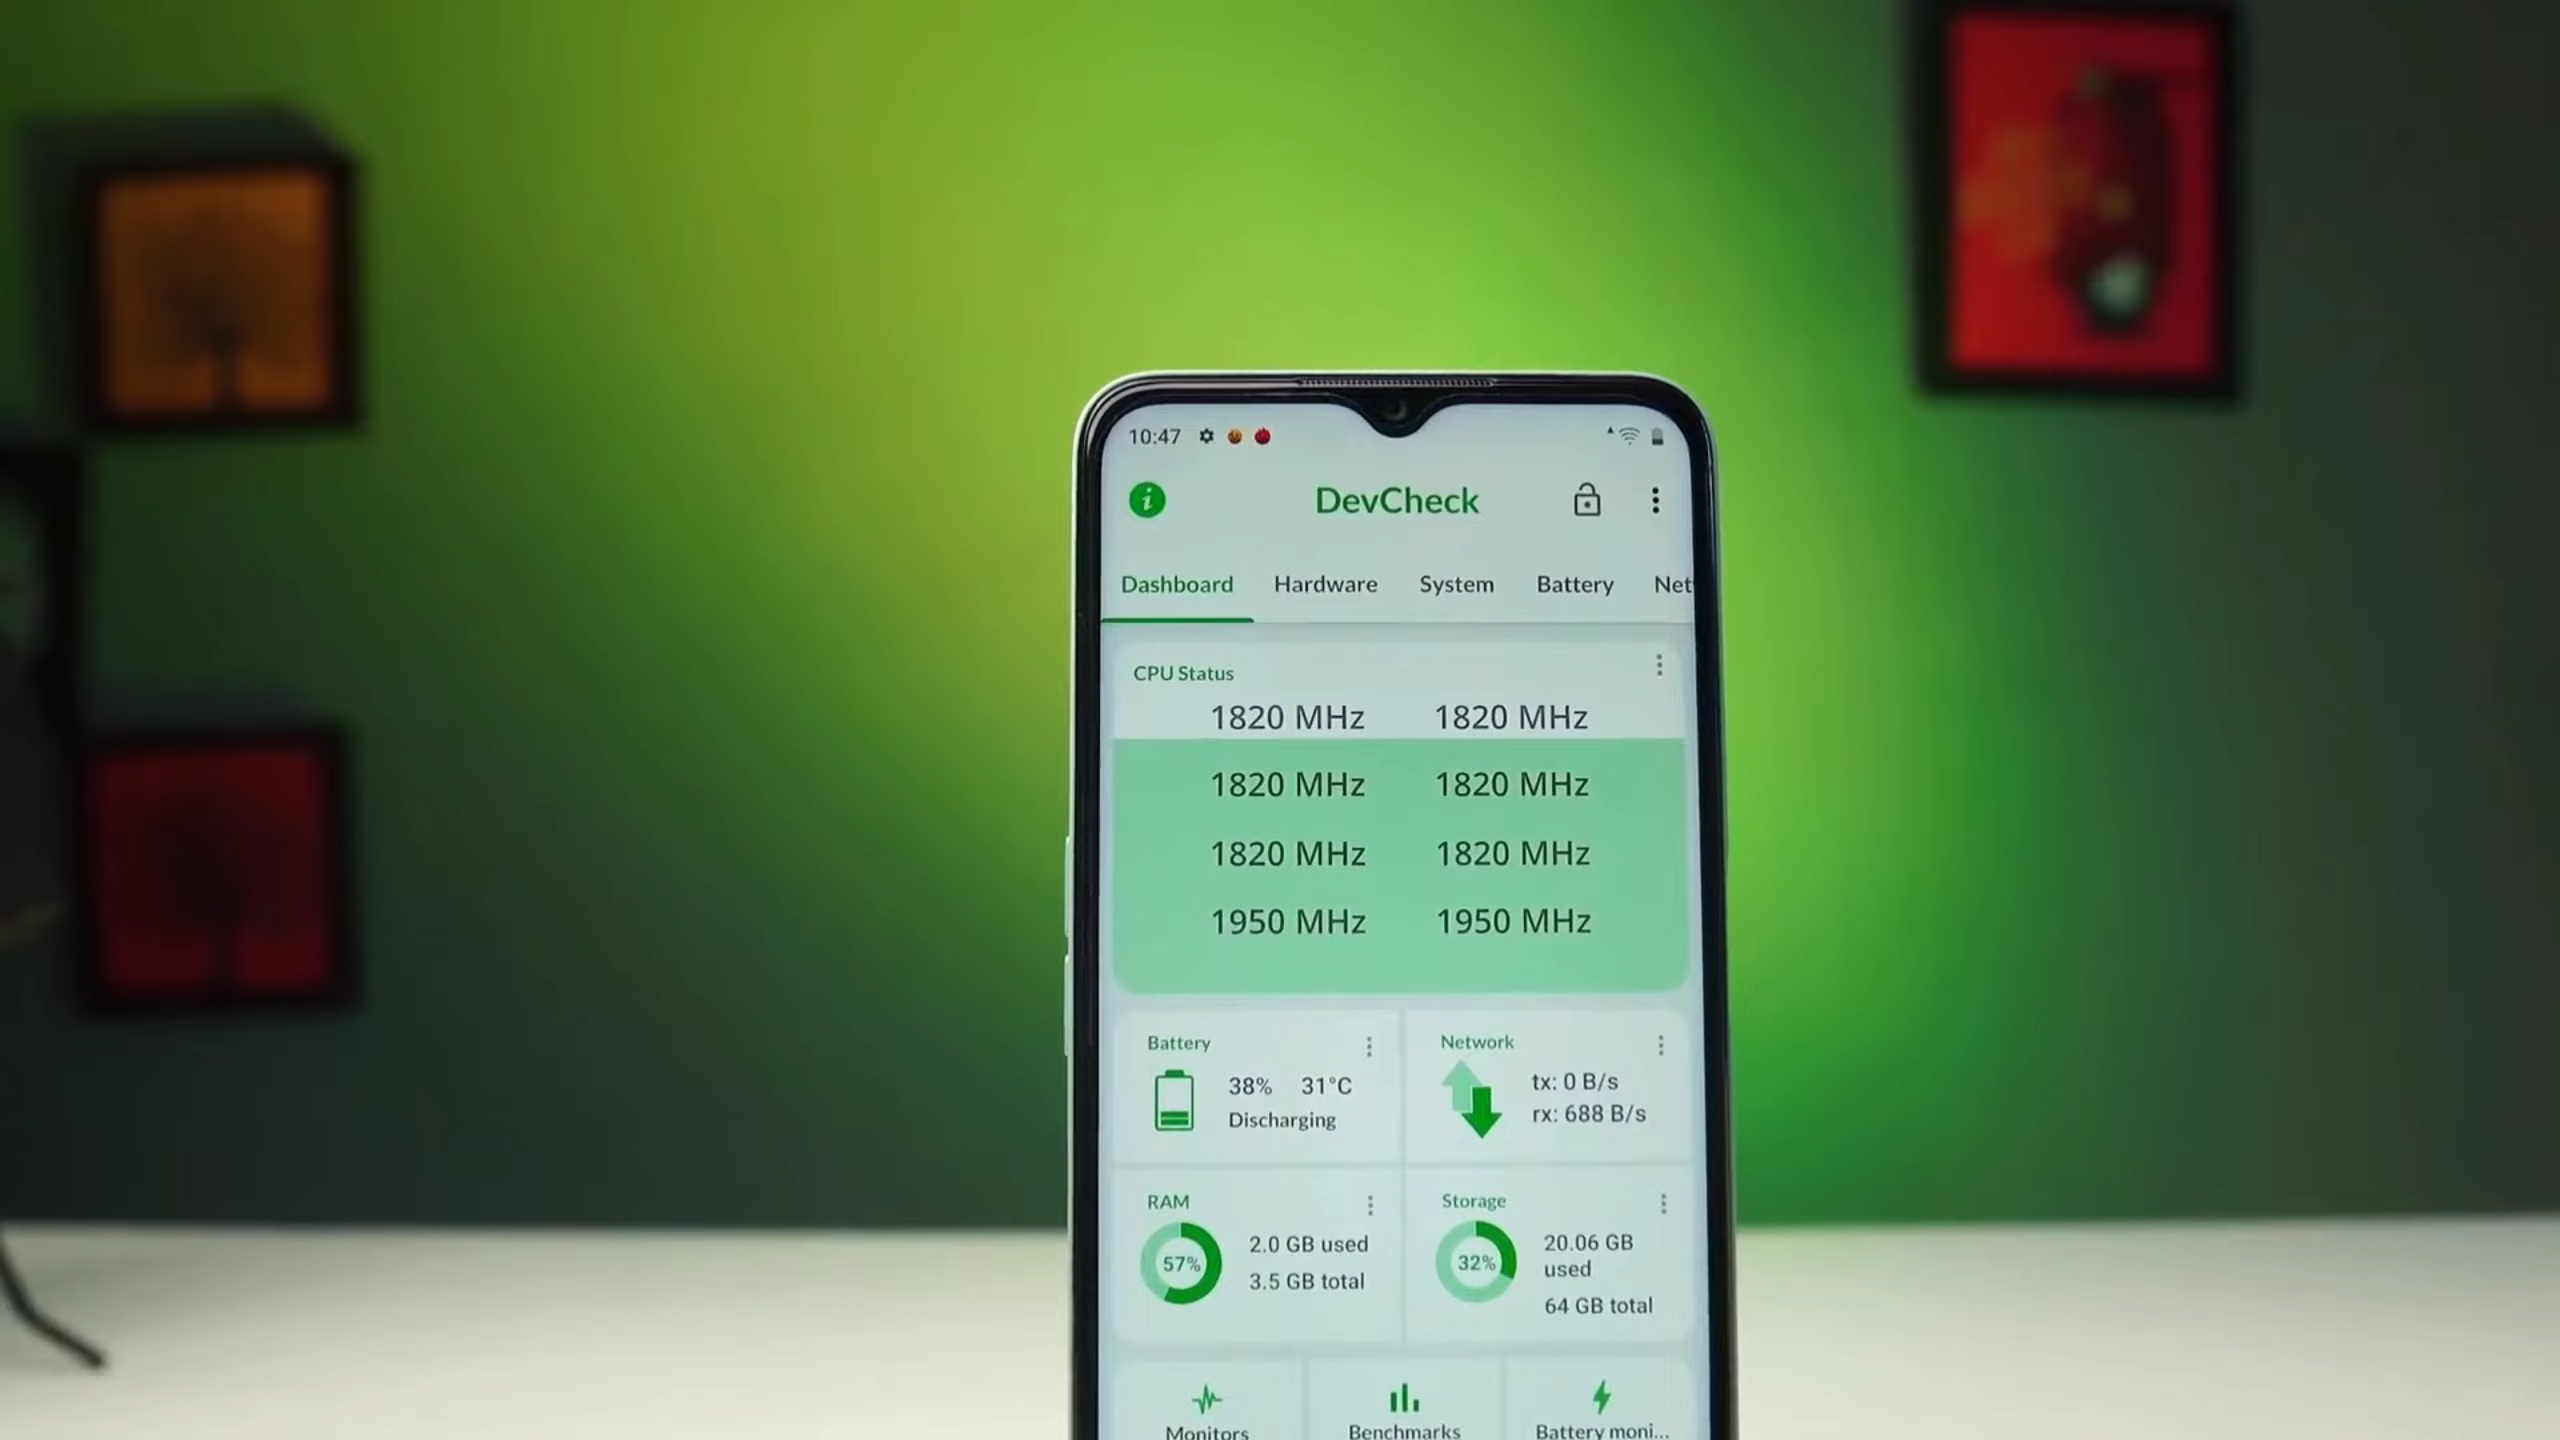 10:47
DevCheck
Dashboard Hardware System Battery Net
CPU Status
1820 MHz 1820 MHz
1820 MHz 1820 MHz
1820 MHz 1820 MHz
1950 MHz 1950 MHz
Battery
38% 31°C
Discharging
Network
tx: 0 B/s
rx: 688 B/s
RAM
57%
2.0 GB used
3.5 GB total
Storage
32%
20.06 GB
used
64 GB total
Monitors Benchmarks Battery moni...